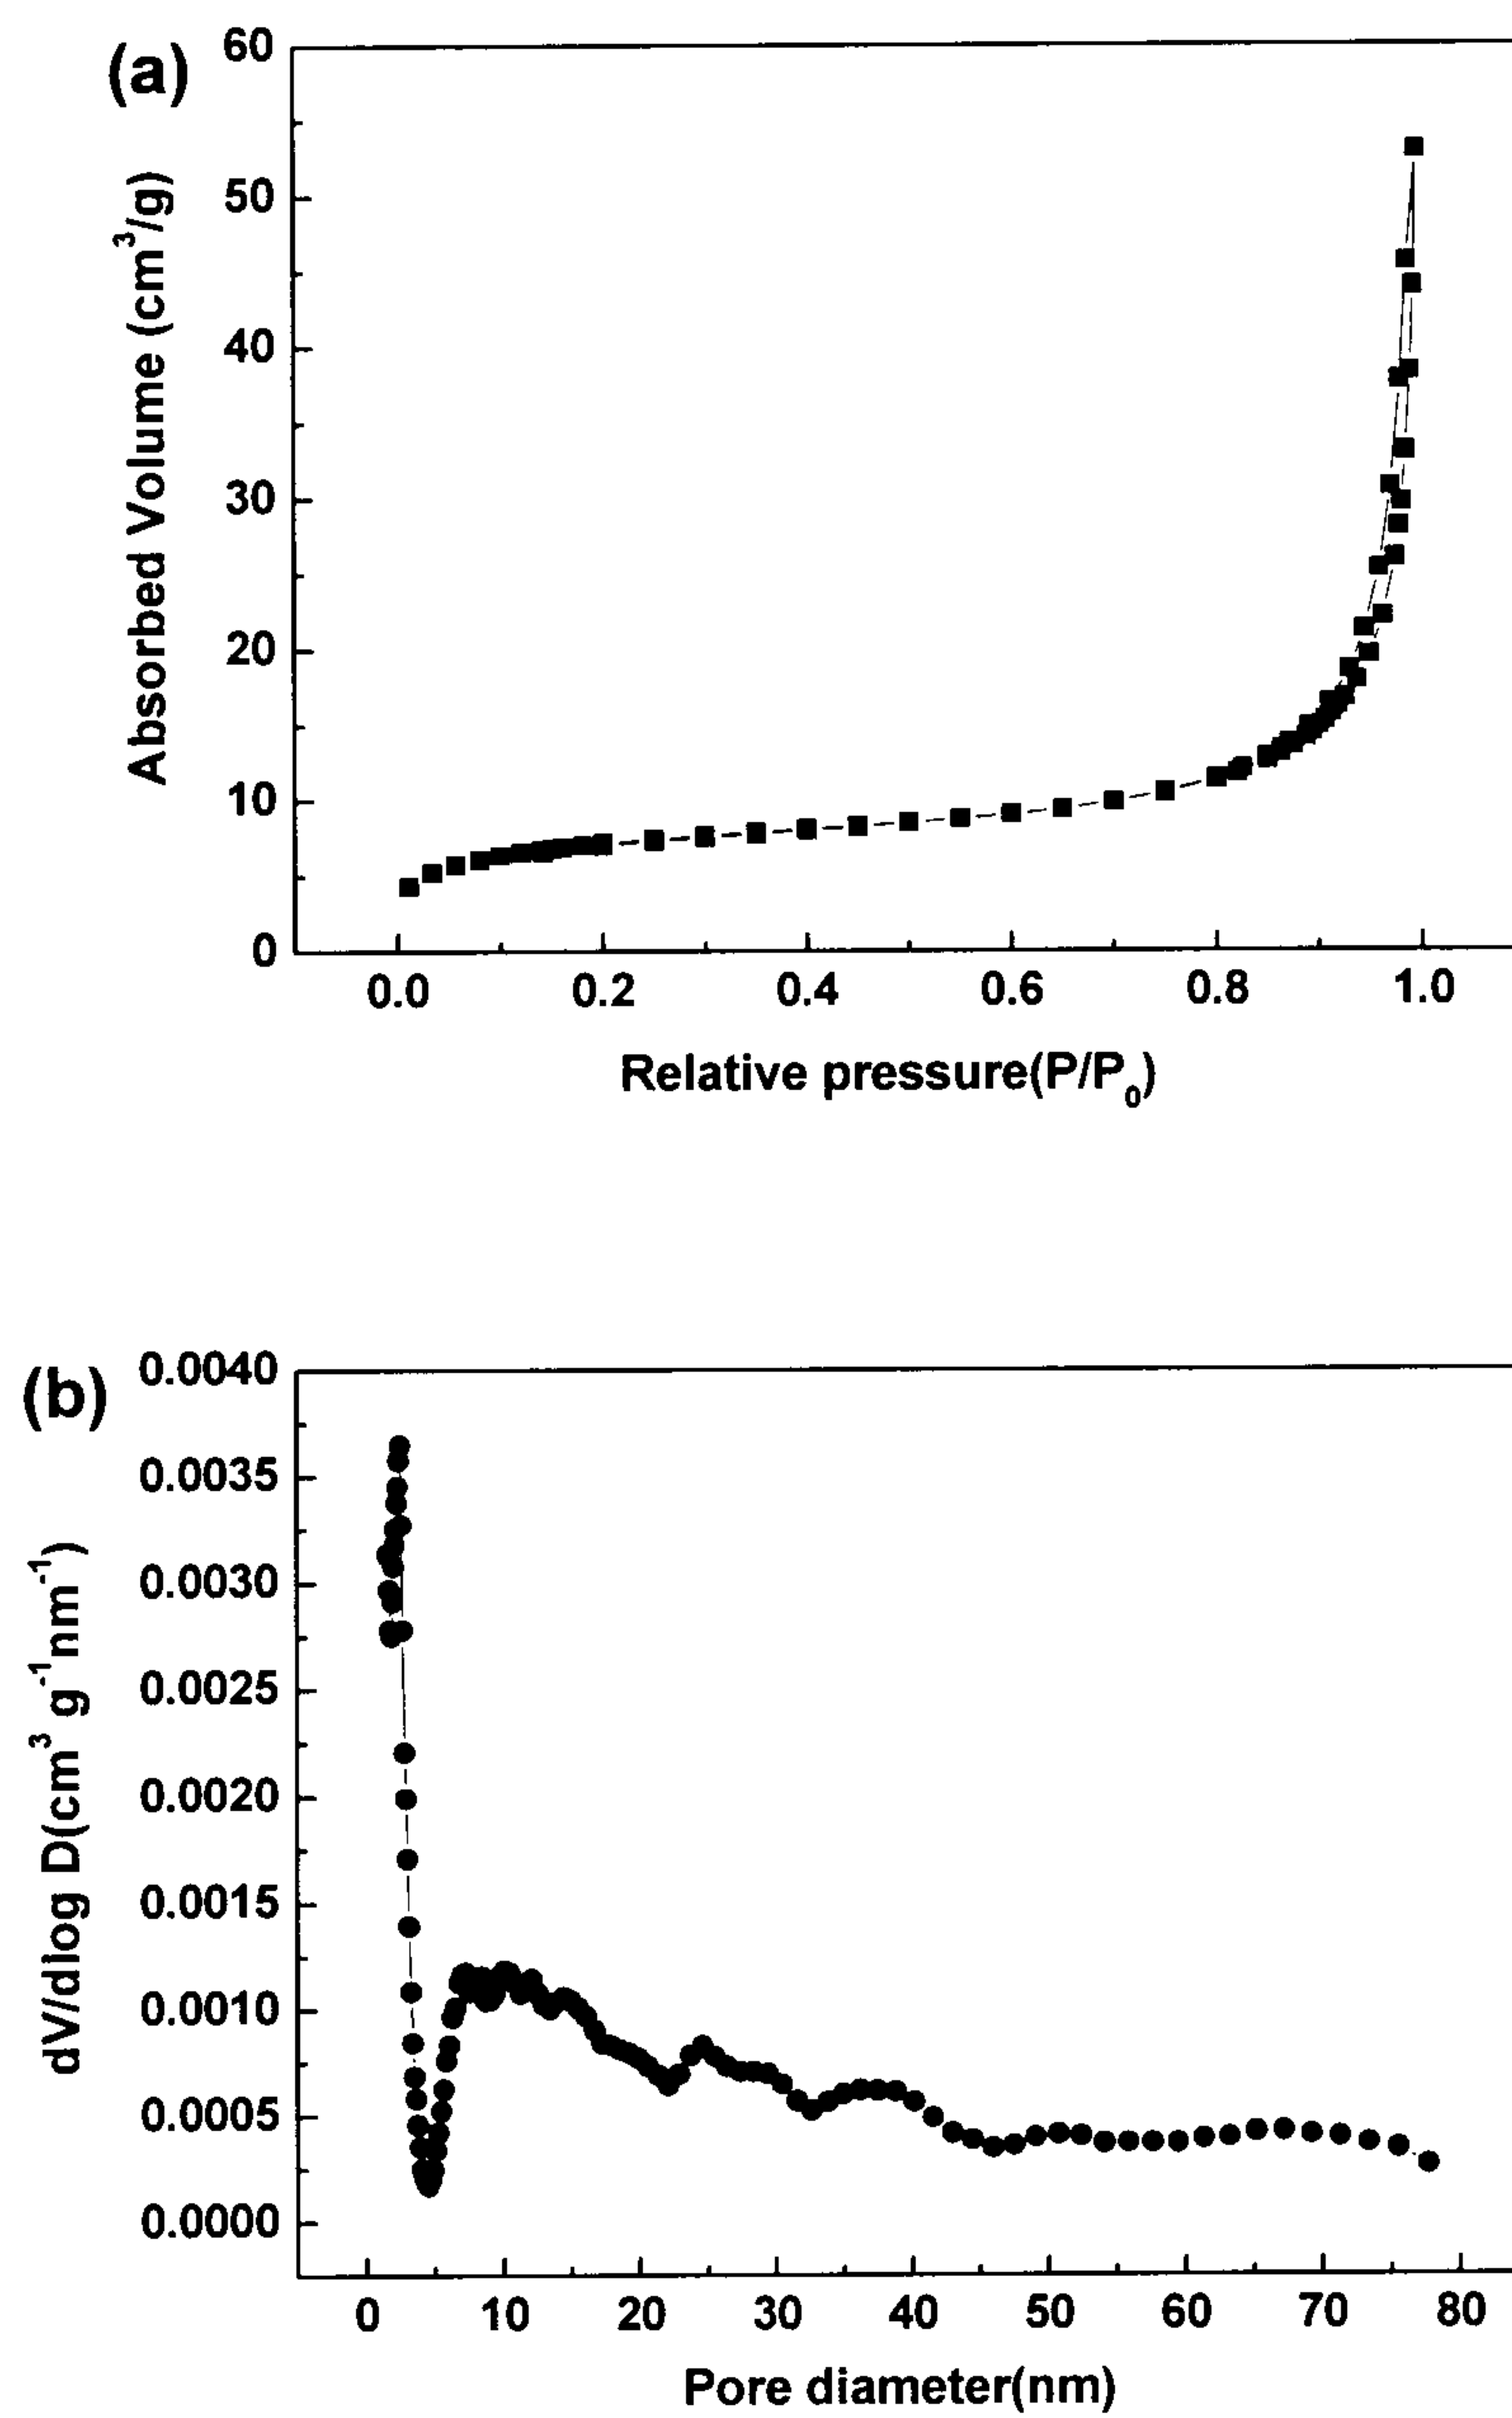 (a)
60
50
40
30
20
10
0
Absorbed Volume (cm³/g)
0.0 0.2 0.4 0.6 0.8 1.0
Relative pressure(P/P₀)
(b)
0.0040
0.0035
0.0030
0.0025
0.0020
0.0015
0.0010
0.0005
0.0000
dV/dlog D(cm³ g⁻¹nm⁻¹)
0 10 20 30 40 50 60 70 80
Pore diameter(nm)